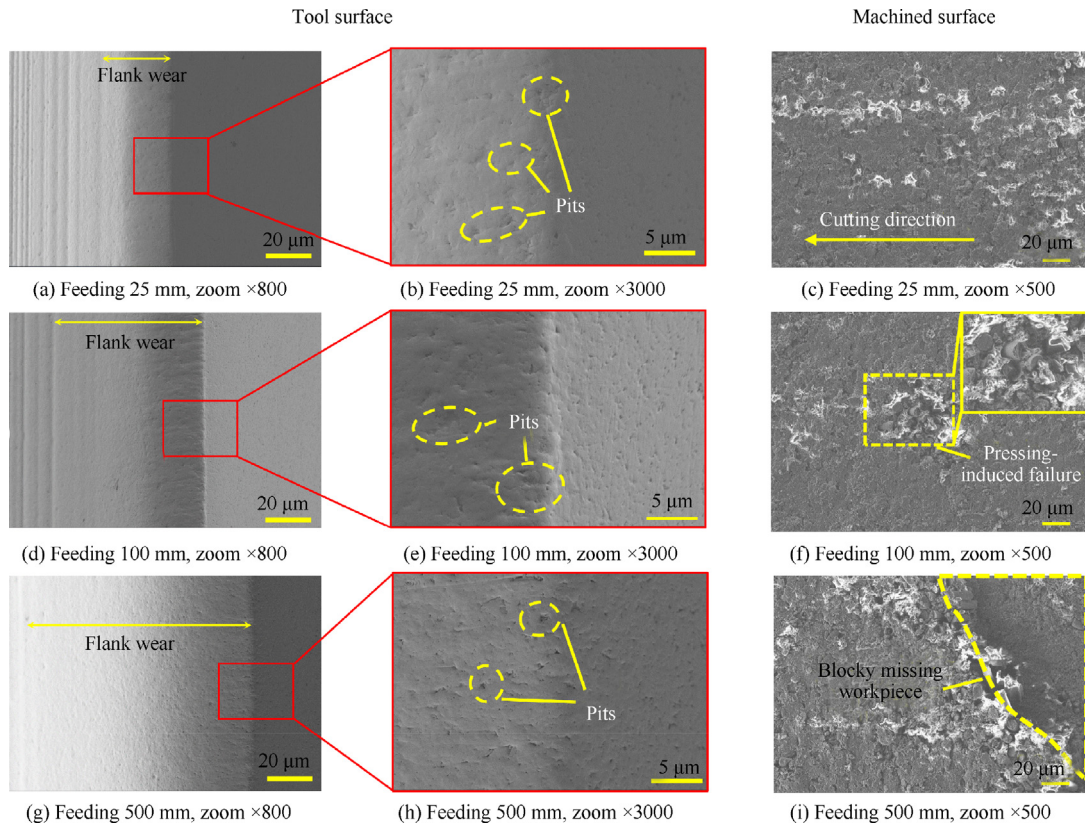 Tool surface
Machined surface
Flank wear
20 μm
Pits
5 μm
Cutting direction
20 μm
(a) Feeding 25 mm, zoom ×800
(b) Feeding 25 mm, zoom ×3000
(c) Feeding 25 mm, zoom ×500
Flank wear
20 μm
Pits
5 μm
Pressing-
induced failure
20 μm
(d) Feeding 100 mm, zoom ×800
(e) Feeding 100 mm, zoom ×3000
(f) Feeding 100 mm, zoom ×500
Flank wear
20 μm
Pits
5 μm
Blocky missing
workpiece
20 μm
(g) Feeding 500 mm, zoom ×800
(h) Feeding 500 mm, zoom ×3000
(i) Feeding 500 mm, zoom ×500